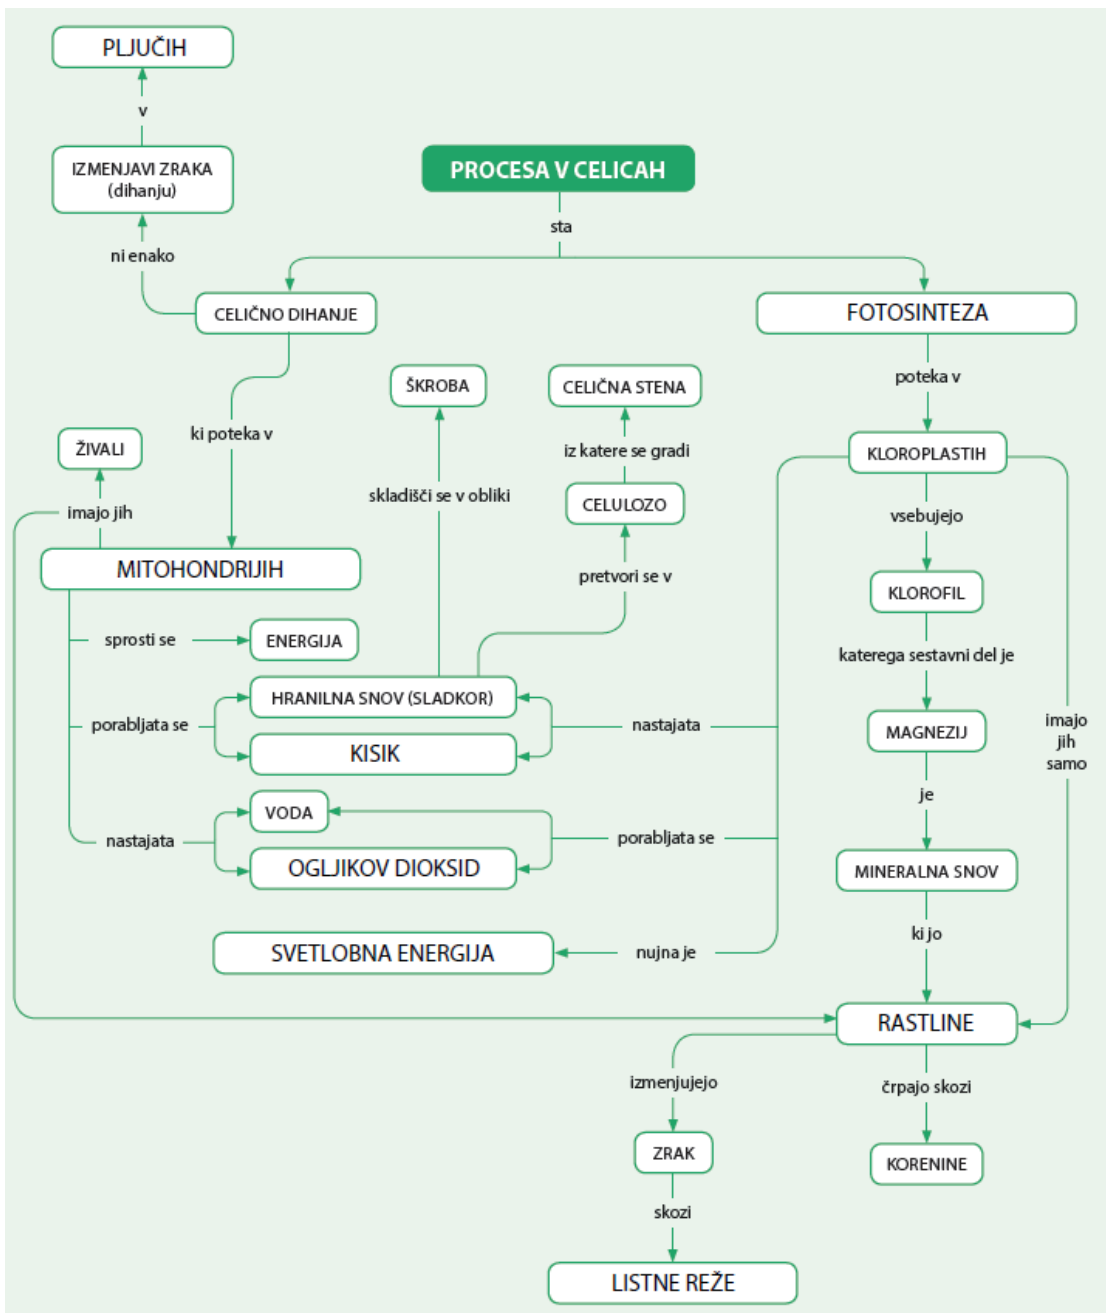 PLJUČIH
v
IZMENJAVI ZRAKA
(dihanju)
ni enako
PROCESA V CELICAH
sta
CELIČNO DIHANJE
FOTOSINTEZA
poteka v
ŠKROBA
CELIČNA STENA
ki poteka v
ŽIVALI
iz katere se gradi
KLOROPLASTIH
imajo jih
skladišči se v obliki
CELULOZO
vsebujejo
MITOHONDRIJIH
pretvori se v
KLOROFIL
sprosti se
ENERGIJA
katerega sestavni del je
HRANILNA SNOV (SLADKOR)
porabljata se
nastajata
MAGNEZIJ
imajo
jih
samo
KISIK
je
VODA
nastajata
porabljata se
OGLJIKOV DIOKSID
MINERALNA SNOV
SVETLOBNA ENERGIJA
nujna je
ki jo
RASTLINE
izmenjujejo
črpajo skozi
ZRAK
KORENINE
skozi
LISTNE REŽE